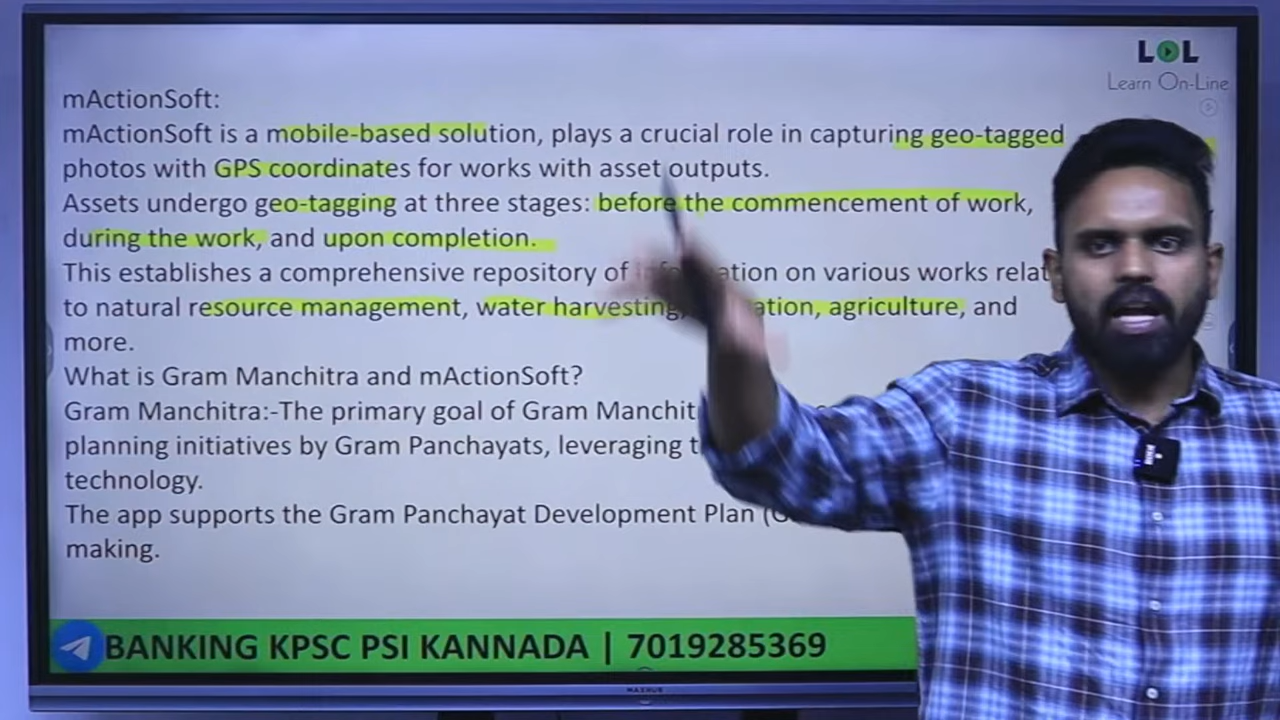 LOL
Learn On-Line
mActionSoft:
mActionSoft is a mobile-based solution, plays a crucial role in capturing geo-tagged
photos with GPS coordinates for works with asset outputs.
Assets undergo geo-tagging at three stages: before the commencement of work,
during the work, and upon completion.
This establishes a comprehensive repository of on various works
to natural resource management, water harvesting, agriculture, and
more.
What is Gram Manchitra and mActionSoft?
Gram Manchitra:-The primary goal of Gram
planning initiatives by Gram Panchayats, leveraging
technology.
The app supports the Gram Panchayat Development Plan
making.
BANKING KPSC PSI KANNADA | 7019285369
MAXHUB